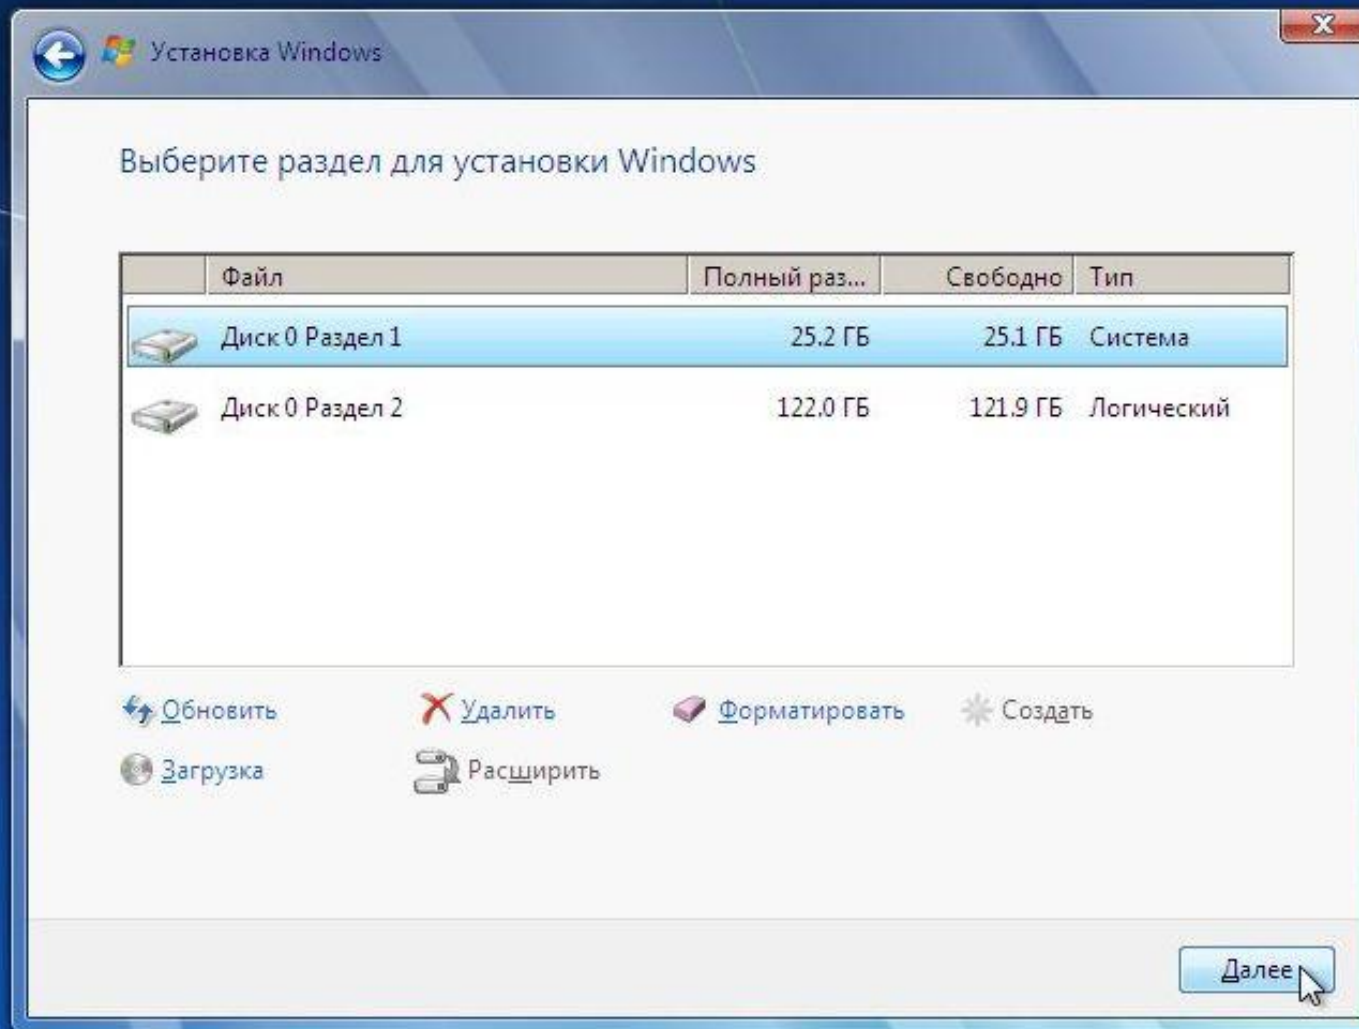 Установка Windows
Выберите раздел для установки Windows
Файл Полный раз... Свободно Тип
Диск 0 Раздел 1 25.2 ГБ 25.1 ГБ Система
Диск 0 Раздел 2 122.0 ГБ 121.9 ГБ Логический
Обновить Удалить Форматировать Создать
Загрузка Расширить
Далее